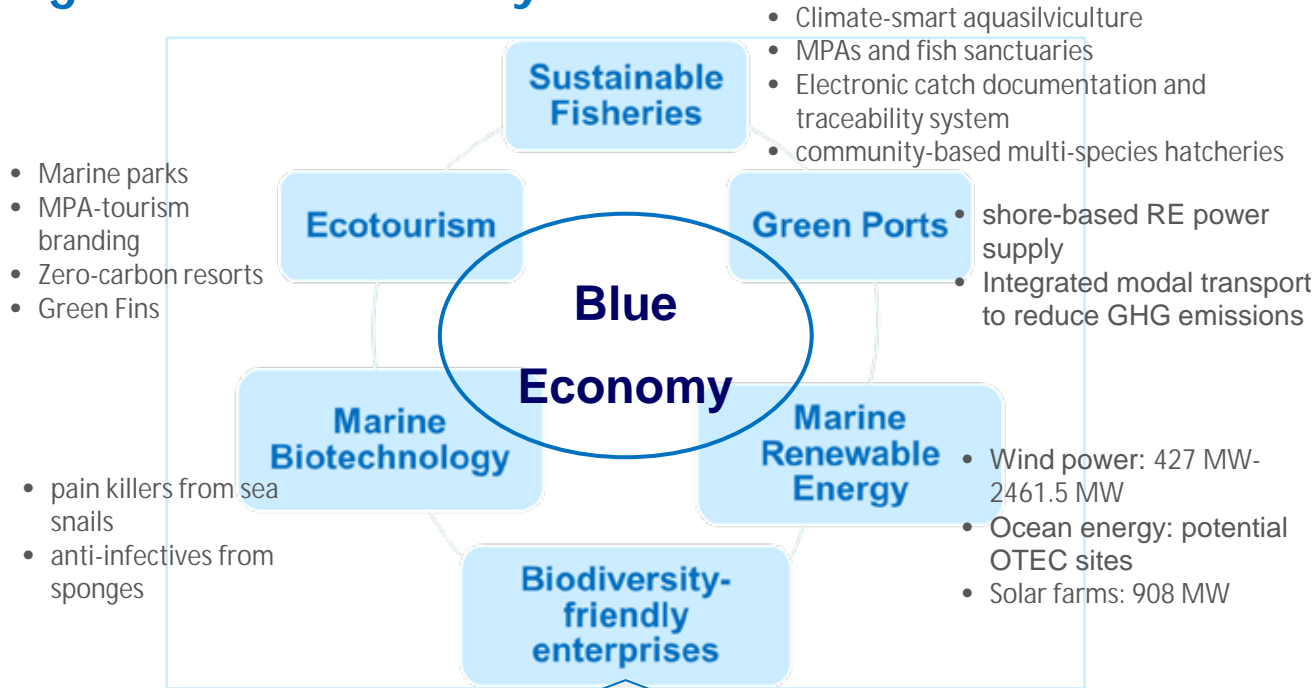 • Climate-smart aquasilviculture
• MPAs and fish sanctuaries
• Electronic catch documentation and
traceability system
• community-based multi-species hatcheries
Sustainable
Fisheries
• Marine parks
• MPA-tourism
branding
• Zero-carbon resorts
• Green Fins
Ecotourism
Green Ports
• shore-based RE power
supply
• Integrated modal transport
to reduce GHG emissions
Blue
Economy
Marine
Biotechnology
• pain killers from sea
snails
• anti-infectives from
sponges
Marine
Renewable
Energy
• Wind power: 427 MW-
2461.5 MW
• Ocean energy: potential
OTEC sites
• Solar farms: 908 MW
Biodiversity-
friendly
enterprises